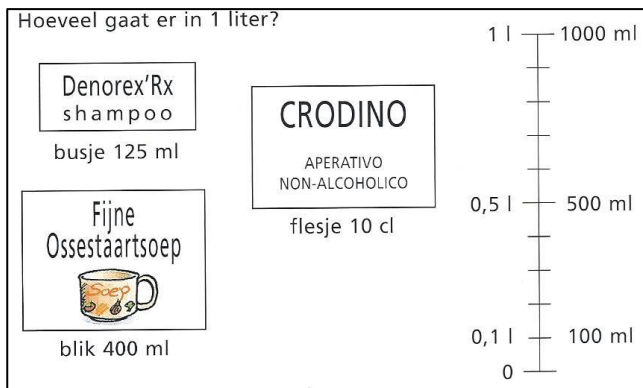 Hoeveel gaat er in 1 liter?
Denorex'Rx
shampoo
busje 125 ml
CRODINO
APERATIVO
NON-ALCOHOLICO
flesje 10 cl
Fijne
Ossestaartsoep
Soep
blik 400 ml
1 l 1000 ml
0,5 l 500 ml
0,1 l 100 ml
0